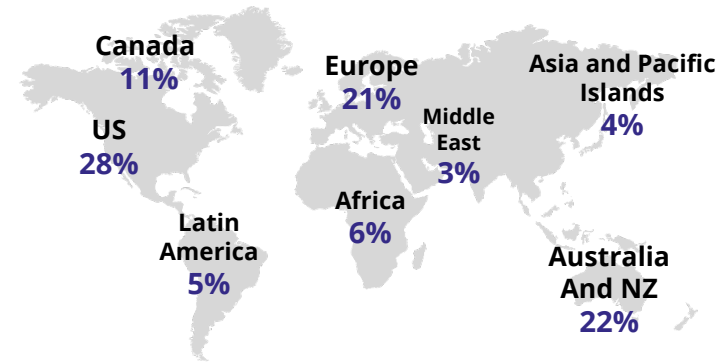 Canada
11%
US
28%
Latin
America
5%
Europe
21%
Middle
East
3%
Africa
6%
Asia and Pacific
Islands
4%
Australia
And NZ
22%